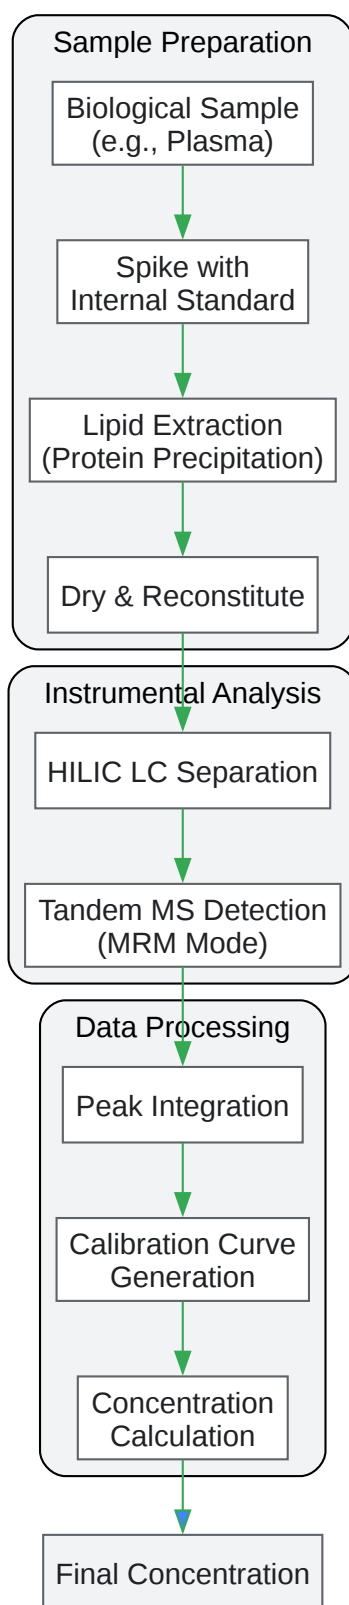 Sample Preparation
Biological Sample
(e.g., Plasma)
Spike with
Internal Standard
Lipid Extraction
(Protein Precipitation)
Dry & Reconstitute
Instrumental Analysis
HILIC LC Separation
Tandem MS Detection
(MRM Mode)
Data Processing
Peak Integration
Calibration Curve
Generation
Concentration
Calculation
Final Concentration